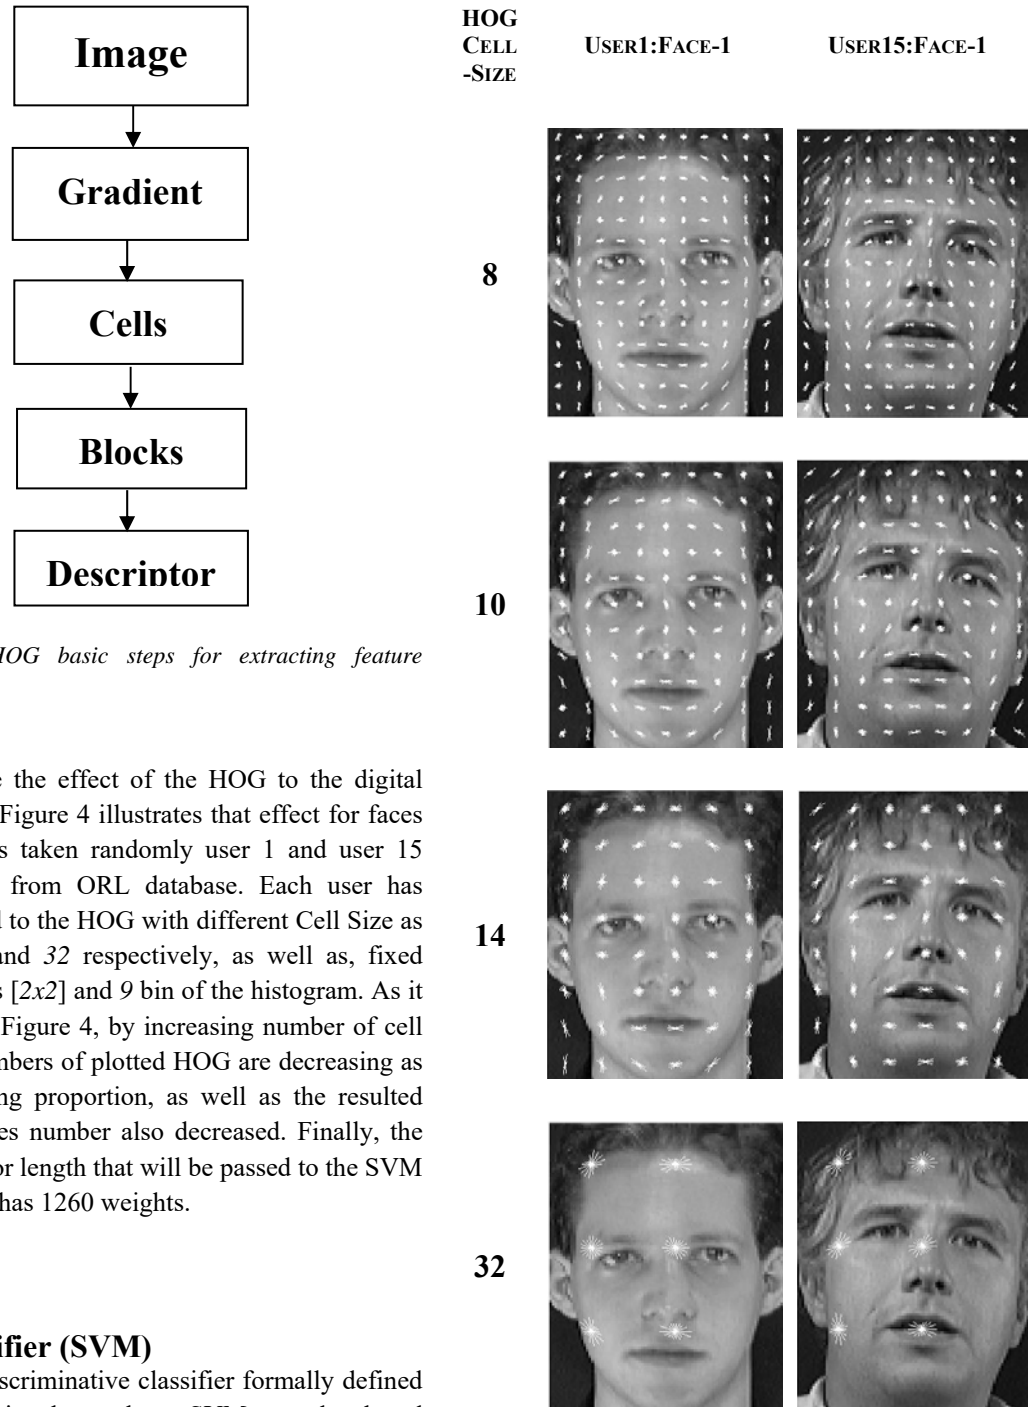 Image
Gradient
Cells
Blocks
Descriptor
HOG basic steps for extracting feature
the effect of the HOG to the digital
Figure 4 illustrates that effect for faces
taken randomly user 1 and user 15
from ORL database. Each user has
to the HOG with different Cell Size as
and 32 respectively, as well as, fixed
[2x2] and 9 bin of the histogram. As it
Figure 4, by increasing number of cell
of plotted HOG are decreasing as
proportion, as well as the resulted
number also decreased. Finally, the
length that will be passed to the SVM
has 1260 weights.
(SVM)
classifier formally defined
HOG
CELL
-SIZE
USER1:FACE-1
USER15:FACE-1
8
10
14
32